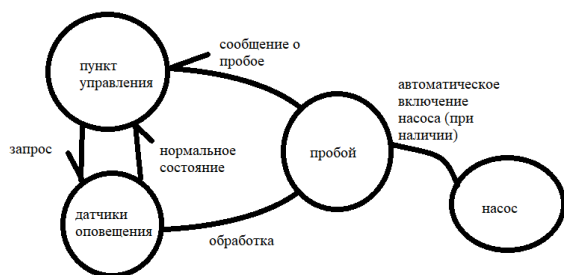 сообщение о
пробое
пункт
управления
автоматическое
включение
насоса (при
наличии)
запрос
нормальное
состояние
пробой
датчики
оповещения
насос
обработка